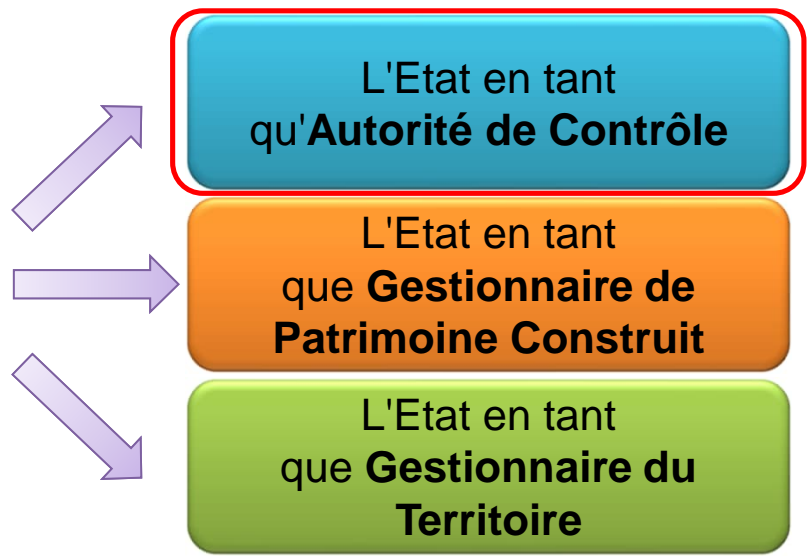 L'Etat en tant
qu'Autorité de Contrôle
L'Etat en tant
que Gestionnaire de
Patrimoine Construit
L'Etat en tant
que Gestionnaire du
Territoire